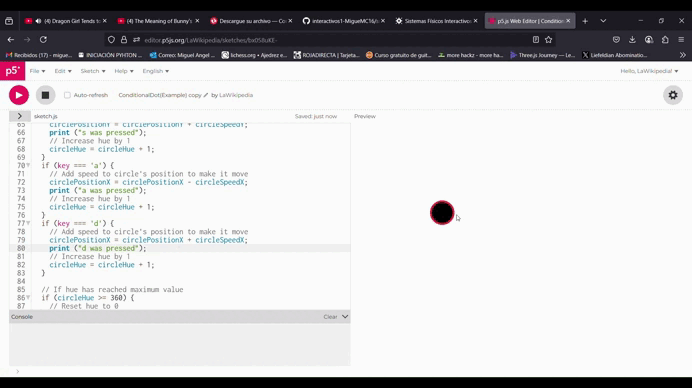 (4) Dragon Girl Tends to
(4) The Meaning of Bunny's
Descargue su archivo — Co
interactivos1-MiguelMC16/s
Sistemas Físicos Interactivo
p5.js Web Editor | Condition
editor.p5js.org/LaWikipedia/sketches/
Recibidos (17) - migue...
INICIACIÓN PYHTON ...
Correo: Miguel Angel ...
lichess.org • Ajedrez e...
ROJADIRECTA | Tarjeta...
Curso gratuito de guit...
more hackz - more ha...
Three.js Journey — Le...
Liefeldian Abominatio...
p5* File Edit Sketch Help English Hello, LaWikipedia!
Auto-refresh ConditionalDot(Example) copy by LaWikipedia
sketch.js Saved: just now Preview
65 circlePositionY = circlePositionY + circleSpeedY;
66 print ("s was pressed");
67 // Increase hue by 1
68 circleHue = circleHue + 1;
69 }
70 if (key === 'a') {
71 // Add speed to circle's position to make it move
72 circlePositionX = circlePositionX - circleSpeedX;
73 print ("a was pressed");
74 // Increase hue by 1
75 circleHue = circleHue + 1;
76 }
77 if (key === 'd') {
78 // Add speed to circle's position to make it move
79 circlePositionX = circlePositionX + circleSpeedX;
80 print ("d was pressed");
81 // Increase hue by 1
82 circleHue = circleHue + 1;
83 }
84
85 // If hue has reached maximum value
86 if (circleHue >= 360) {
87 // Reset hue to 0
Console Clear